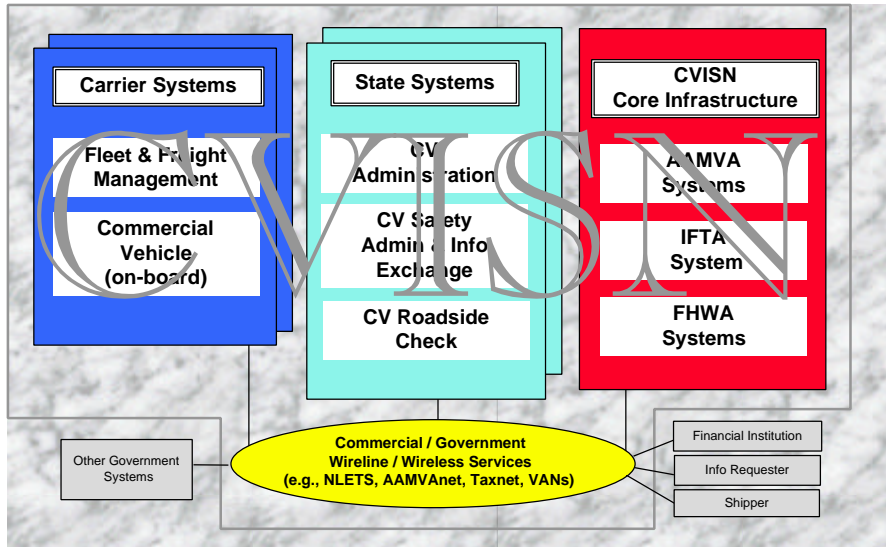 Carrier Systems
Fleet & Freight
Management
Commercial
Vehicle
(on-board)
State Systems
CV
Administration
CV Safety
Admin & Info
Exchange
CV Roadside
Check
CVISN
Core Infrastructure
AAMVA
Systems
IFTA
System
FHWA
Systems
CVISN
Commercial / Government
Wireline / Wireless Services
(e.g., NLETS, AAMVAnet, Taxnet, VANs)
Other Government
Systems
Financial Institution
Info Requester
Shipper